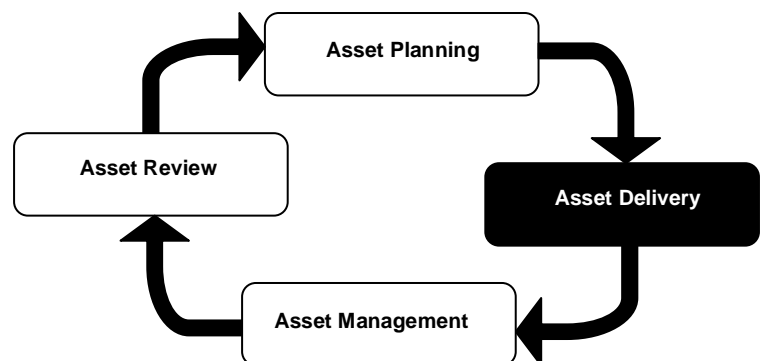 Asset Planning
Asset Review
Asset Delivery
Asset Management